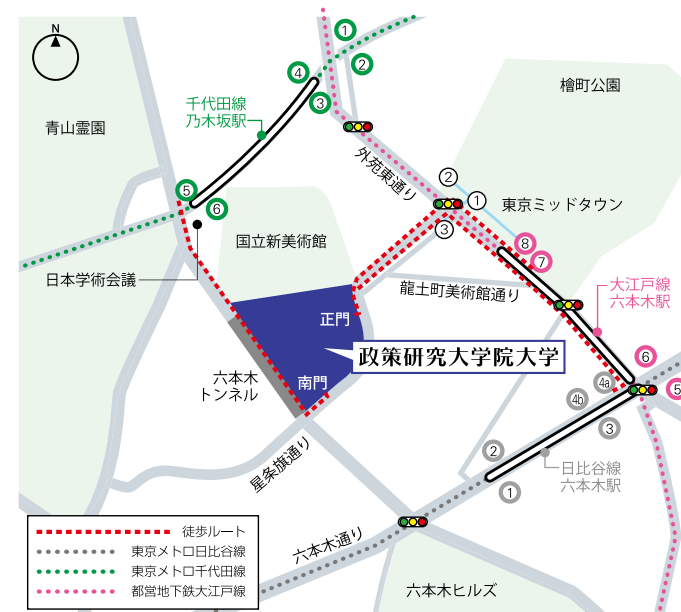 N
①
②
④
③
千代田線
乃木坂駅
青山霊園
檜町公園
外苑東通り
⑤
⑥
②
①
③
東京ミッドタウン
国立新美術館
⑧
⑦
日本学術会議
龍土町美術館通り
大江戸線
六本木駅
正門
政策研究大学院大学
南門
六本木
トンネル
⑥
⑤
4a
4b
③
星条旗通り
②
①
日比谷線
六本木駅
六本木通り
六本木ヒルズ
徒歩ルート
東京メトロ日比谷線
東京メトロ千代田線
都営地下鉄大江戸線